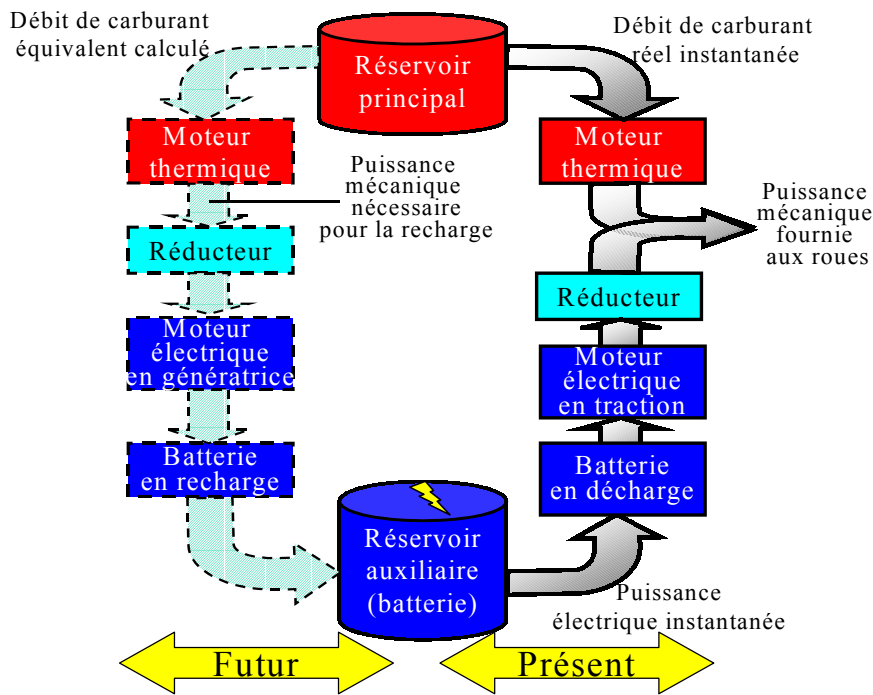 Débit de carburant
équivalent calculé
Réservoir
principal
Débit de carburant
réel instantanée
Moteur
thermique
Puissance
mécanique
nécessaire
pour la recharge
Moteur
thermique
Puissance
mécanique
fournie
aux roues
Réducteur
Réducteur
Moteur
électrique
en génératrice
Moteur
électrique
en traction
Batterie
en recharge
Batterie
en décharge
Réservoir
auxiliaire
(batterie)
Puissance
électrique instantanée
Futur
Présent